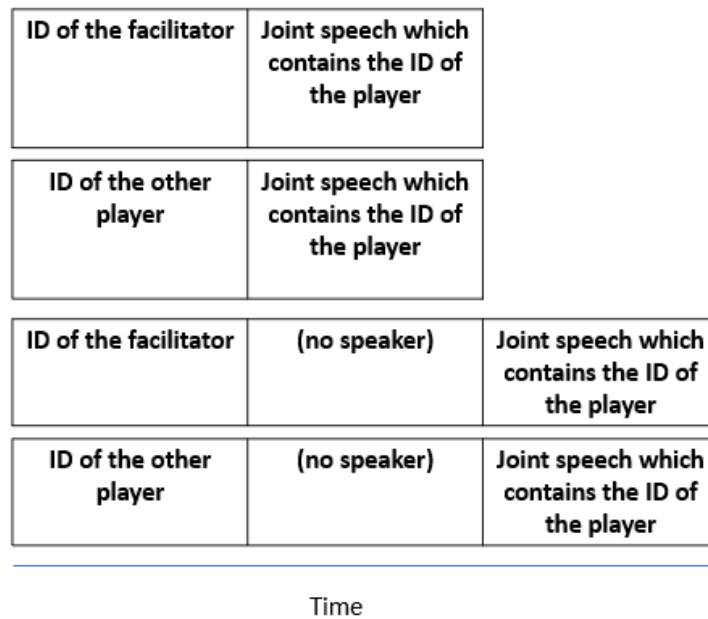 ID of the facilitator
Joint speech which
contains the ID of
the player
ID of the other
player
Joint speech which
contains the ID of
the player
ID of the facilitator
(no speaker)
Joint speech which
contains the ID of
the player
ID of the other
player
(no speaker)
Joint speech which
contains the ID of
the player
Time